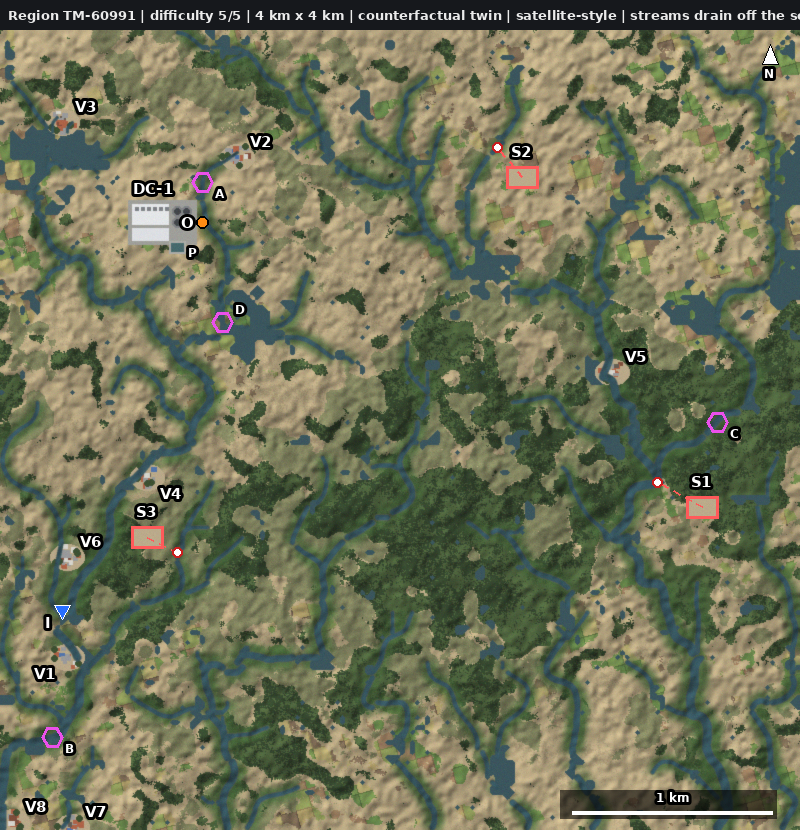 Region TM-60991 | difficulty 5/5 | 4 km x 4 km | counterfactual twin | satellite-style | streams drain off the
N
V3
V2
S2
A
DC-1
O
P
D
V5
C
S1
V4
S3
V6
I
V1
B
1 km
V8
V7